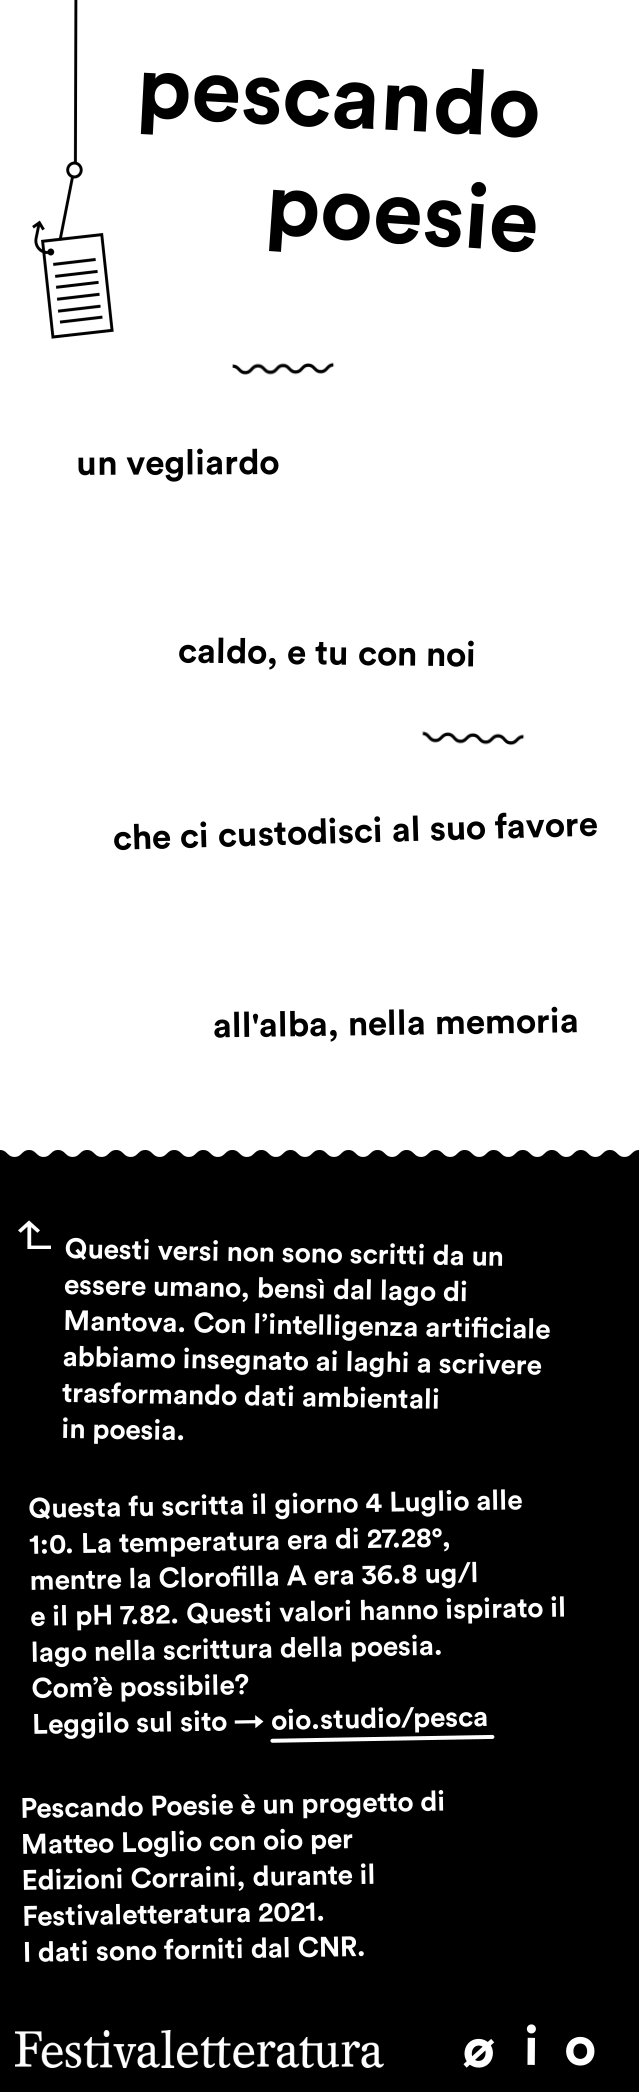 pescando
poesie
un vegliardo
caldo, e tu con noi
che ci custodisci al suo favore
all'alba, nella memoria
Questi versi non sono scritti da un
essere umano, bensì dal lago di
Mantova. Con l’intelligenza artificiale
abbiamo insegnato ai laghi a scrivere
trasformando dati ambientali
in poesia.
Questa fu scritta il giorno 4 Luglio alle
1:0. La temperatura era di 27.28°,
mentre la Clorofilla A era 36.8 ug/l
e il pH 7.82. Questi valori hanno ispirato il
lago nella scrittura della poesia.
Com’è possibile?
Leggilo sul sito → oio.studio/pesca
Pescando Poesie è un progetto di
Matteo Loglio con oio per
Edizioni Corraini, durante il
Festivaletteratura 2021.
I dati sono forniti dal CNR.
Festivaletteratura ø i o